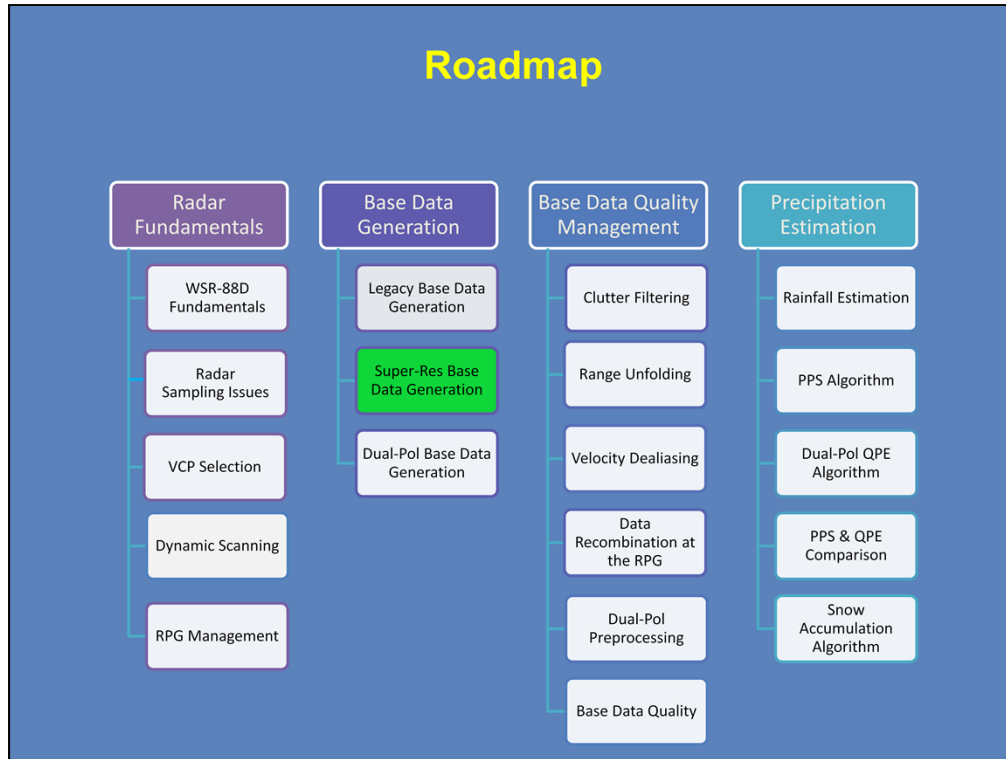 Roadmap
Radar
Fundamentals
WSR-88D
Fundamentals
Radar
Sampling Issues
VCP Selection
Dynamic Scanning
RPG Management
Base Data
Generation
Legacy Base Data
Generation
Super-Res Base
Data Generation
Dual-Pol Base Data
Generation
Base Data Quality
Management
Clutter Filtering
Range Unfolding
Velocity Dealiasing
Data
Recombination at
the RPG
Dual-Pol
Preprocessing
Base Data Quality
Precipitation
Estimation
Rainfall Estimation
PPS Algorithm
Dual-Pol QPE
Algorithm
PPS & QPE
Comparison
Snow
Accumulation
Algorithm